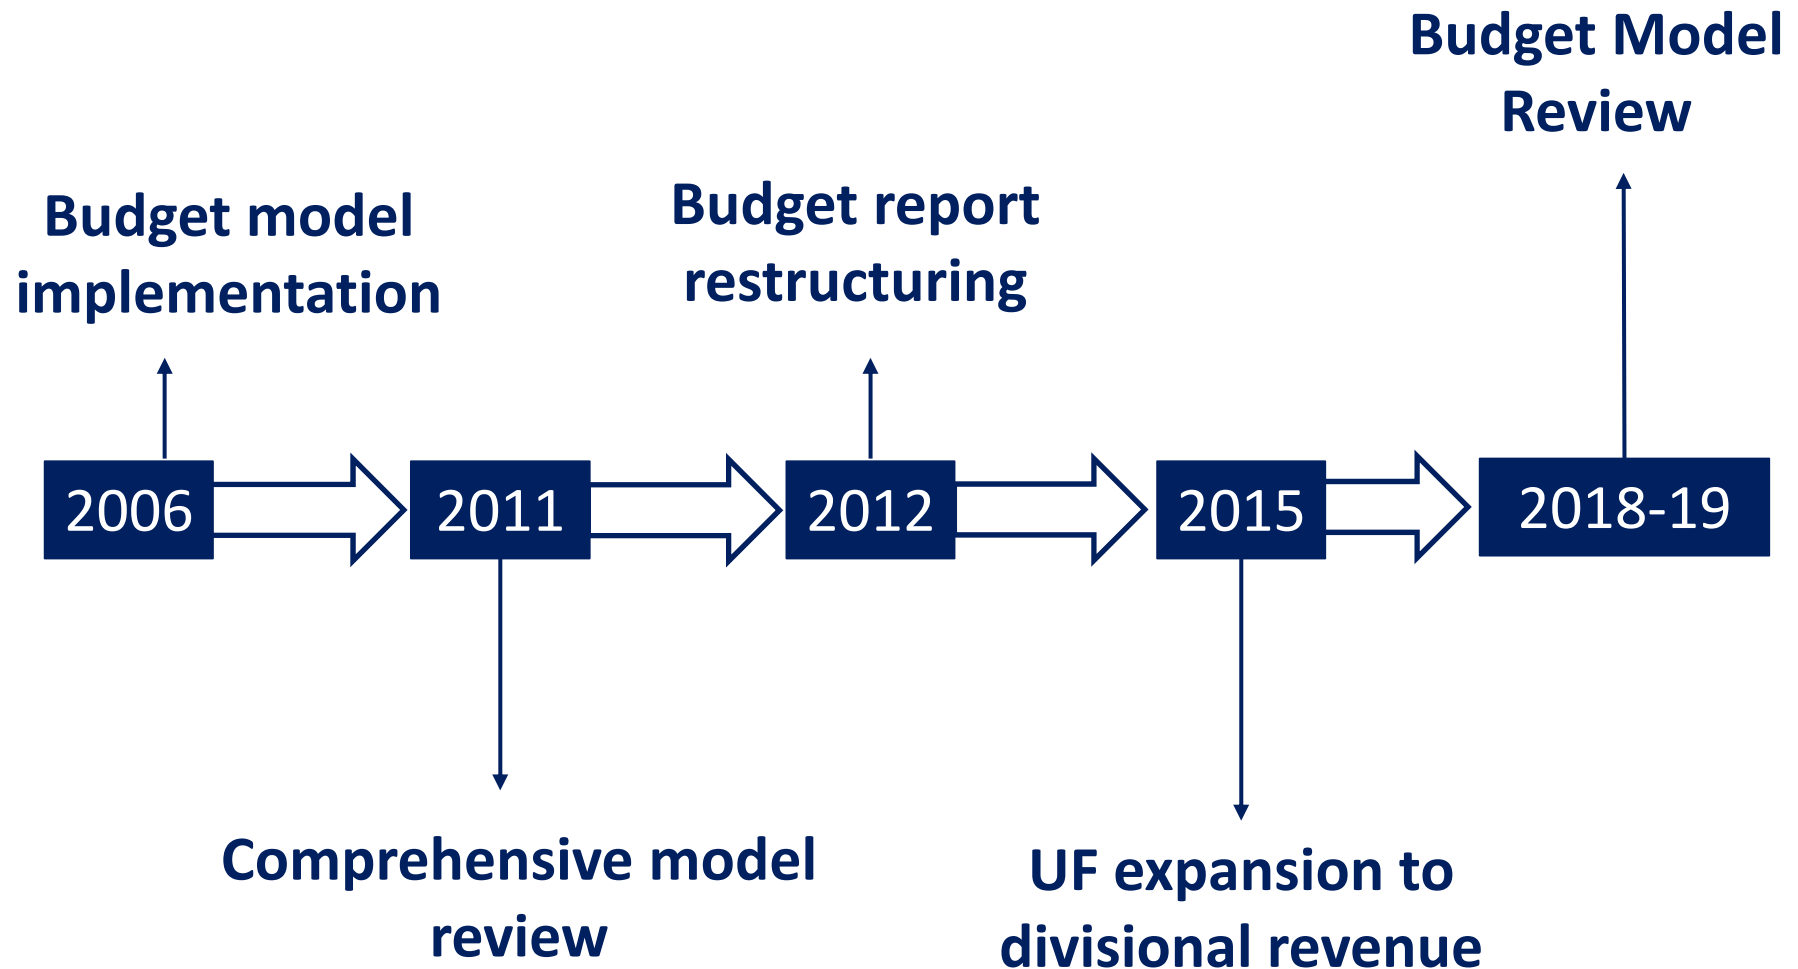 Budget Model
Review
Budget model
implementation
Budget report
restructuring
2006
2011
2012
2015
2018-19
Comprehensive model
review
UF expansion to
divisional revenue